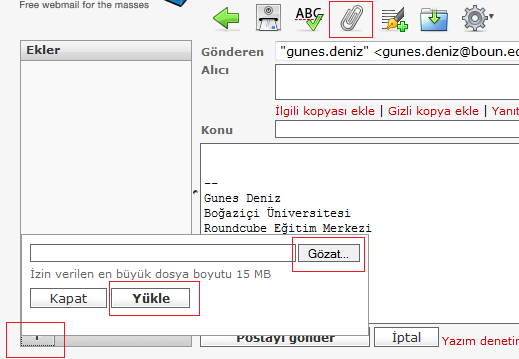 Free webmail for the masses
ABC
Ekler
Gönderen "gunes.deniz" <gunes.deniz@boun.ec
Alıcı
İlgili kopyası ekle | Gizli kopya ekle | Yanıt
Konu
--
Gunes Deniz
Boğaziçi Üniversitesi
Roundcube Eğitim Merkezi
Gözat...
İzin verilen en büyük dosya boyutu 15 MB
Kapat Yükle
Postayı gönder İptal Yazım denetin